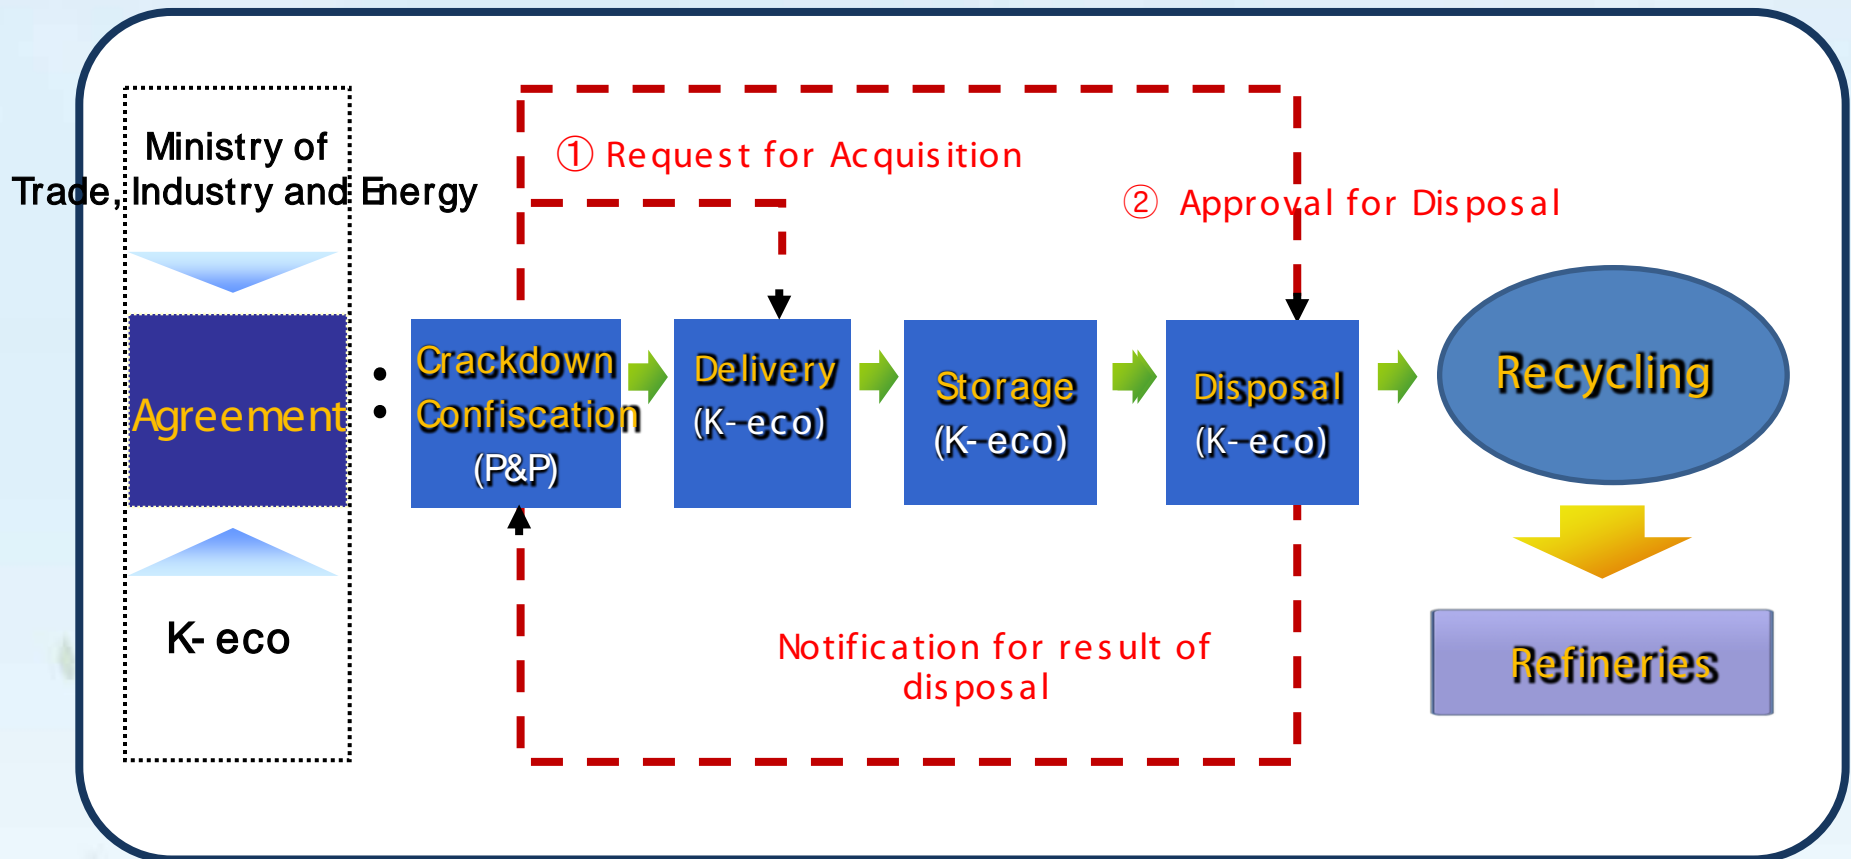 Ministry of
Trade, Industry and Energy
Agreement
K-eco
① Request for Acquisition
② Approval for Disposal
• Crackdown
• Confiscation
(P&P)
Delivery
(K-eco)
Storage
(K-eco)
Disposal
(K-eco)
Recycling
Refineries
Notification for result of
disposal